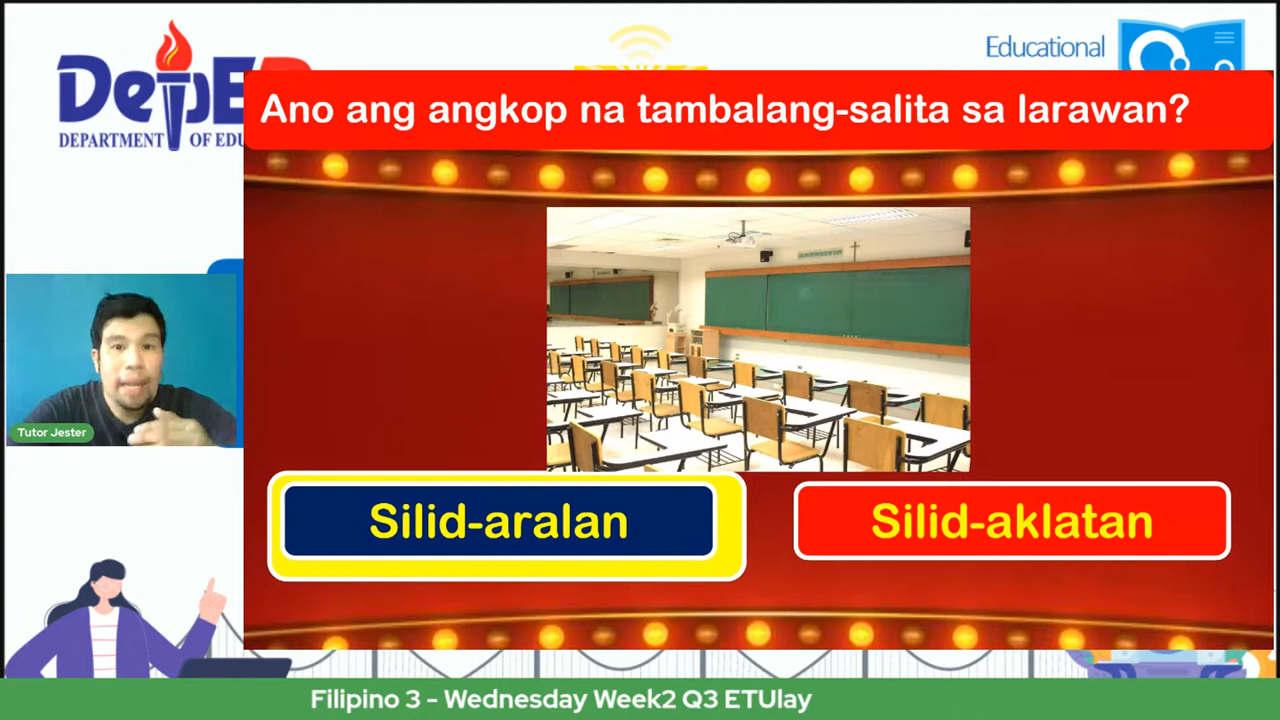 DepED
DEPARTMENT OF EDU
Educational
Ano ang angkop na tambalang-salita sa larawan?
Tutor Jester
Silid-aralan
Silid-aklatan
Filipino 3 - Wednesday Week2 Q3 ETUlay